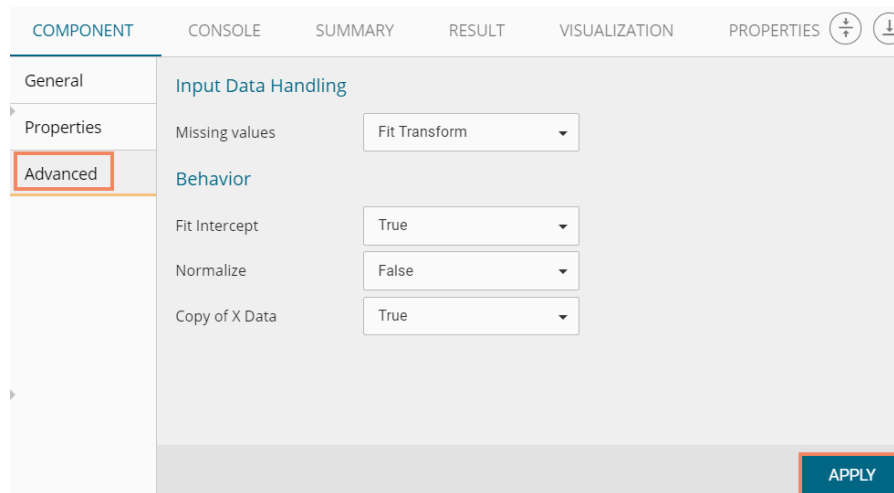 COMPONENT CONSOLE SUMMARY RESULT VISUALIZATION PROPERTIES
General
Input Data Handling
Properties
Missing values Fit Transform
Advanced
Behavior
Fit Intercept True
Normalize False
Copy of X Data True
APPLY